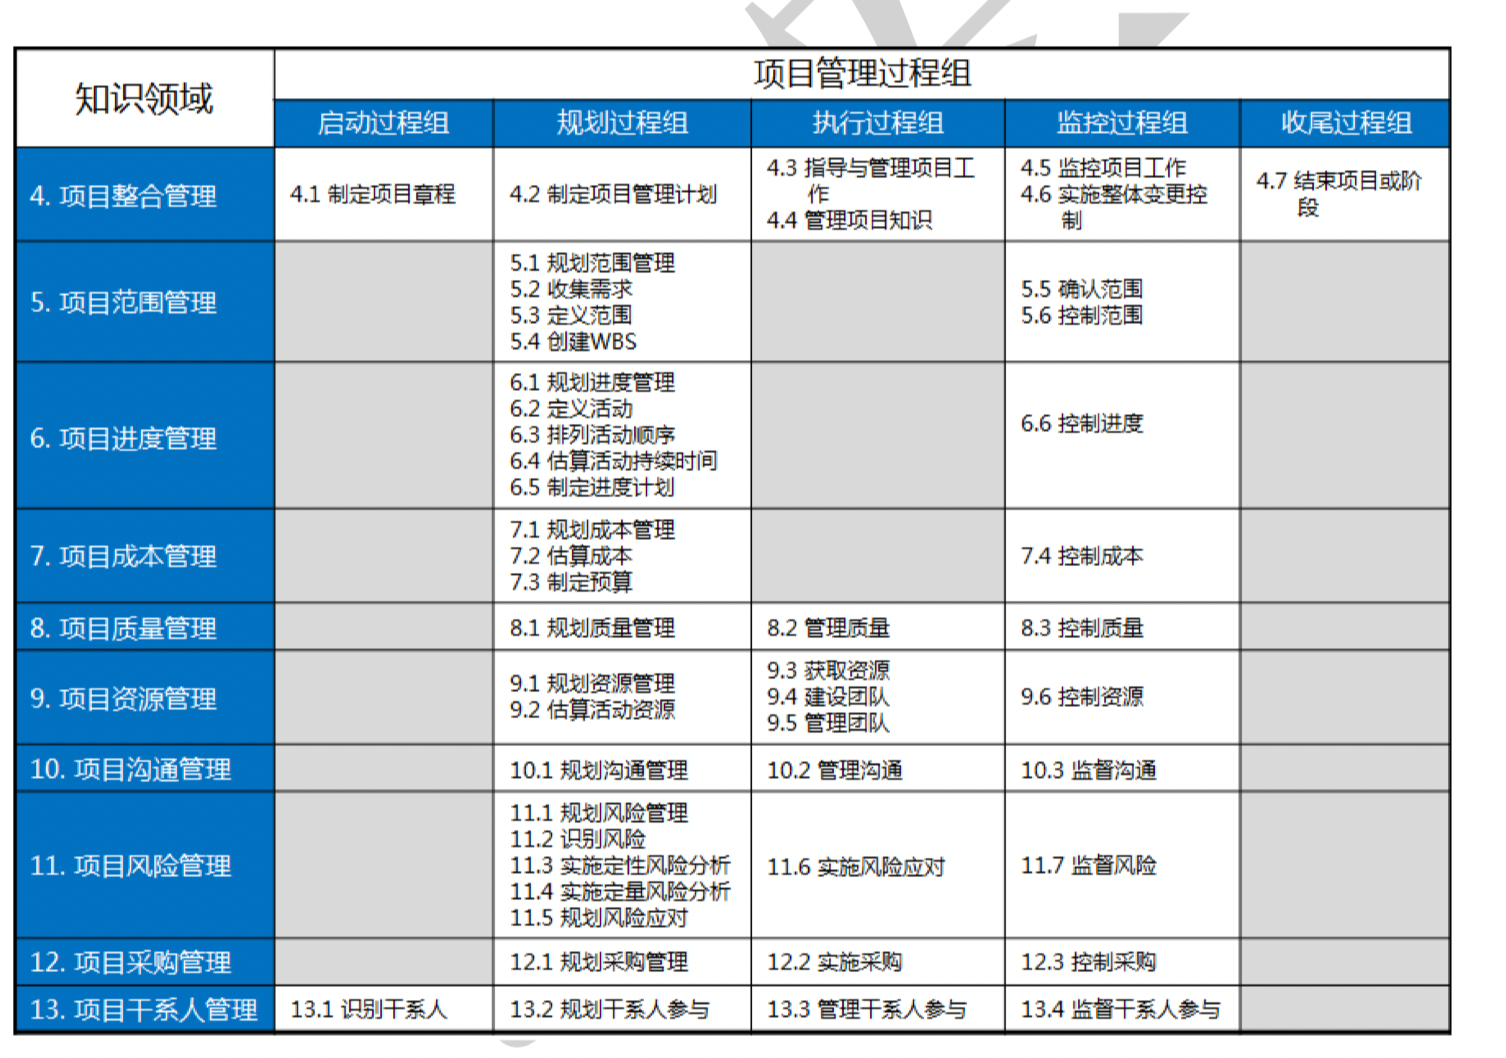 知识领域
项目管理过程组
启动过程组
规划过程组
执行过程组
监控过程组
收尾过程组
4. 项目整合管理
4.1 制定项目章程
4.2 制定项目管理计划
4.3 指导与管理项目工
作
4.4 管理项目知识
4.5 监控项目工作
4.6 实施整体变更控
制
4.7 结束项目或阶
段
5. 项目范围管理
5.1 规划范围管理
5.2 收集需求
5.3 定义范围
5.4 创建WBS
5.5 确认范围
5.6 控制范围
6. 项目进度管理
6.1 规划进度管理
6.2 定义活动
6.3 排列活动顺序
6.4 估算活动持续时间
6.5 制定进度计划
6.6 控制进度
7. 项目成本管理
7.1 规划成本管理
7.2 估算成本
7.3 制定预算
7.4 控制成本
8. 项目质量管理
8.1 规划质量管理
8.2 管理质量
8.3 控制质量
9. 项目资源管理
9.1 规划资源管理
9.2 估算活动资源
9.3 获取资源
9.4 建设团队
9.5 管理团队
9.6 控制资源
10. 项目沟通管理
10.1 规划沟通管理
10.2 管理沟通
10.3 监督沟通
11. 项目风险管理
11.1 规划风险管理
11.2 识别风险
11.3 实施定性风险分析
11.4 实施定量风险分析
11.5 规划风险应对
11.6 实施风险应对
11.7 监督风险
12. 项目采购管理
12.1 规划采购管理
12.2 实施采购
12.3 控制采购
13. 项目干系人管理
13.1 识别干系人
13.2 规划干系人参与
13.3 管理干系人参与
13.4 监督干系人参与